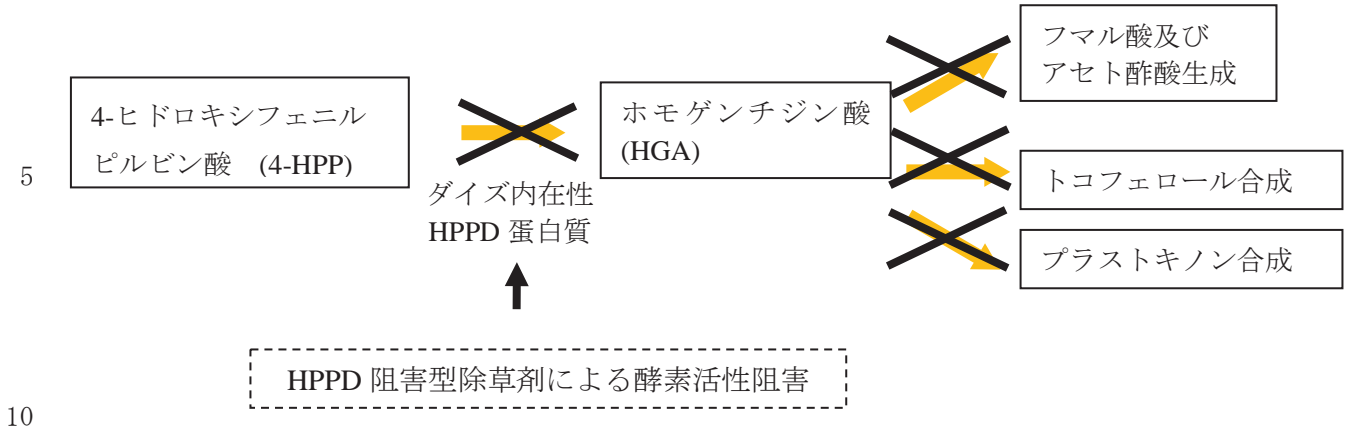 4-ヒドロキシフェニル
ピルビン酸 (4-HPP)
ダイズ内在性
HPPD 蛋白質
ホモゲンチジン酸
(HGA)
フマル酸及び
アセト酢酸生成
トコフェロール合成
プラストキノン合成
HPPD 阻害型除草剤による酵素活性阻害
5
10